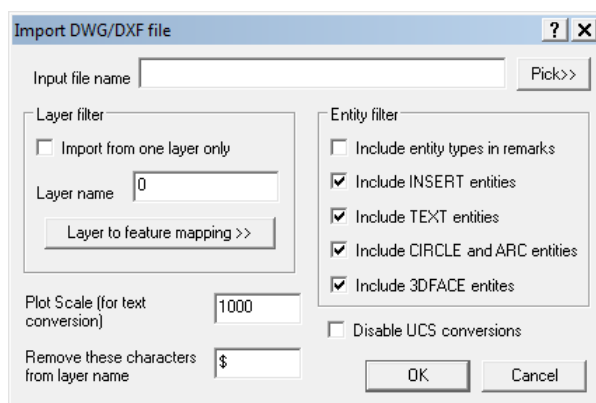 Import DWG/DXF file
Input file name
Pick>>
Layer filter
Import from one layer only
Layer name 0
Layer to feature mapping >>
Plot Scale (for text
conversion) 1000
Remove these characters
from layer name $
Entity filter
Include entity types in remarks
Include INSERT entities
Include TEXT entities
Include CIRCLE and ARC entities
Include 3DFACE entites
Disable UCS conversions
OK Cancel